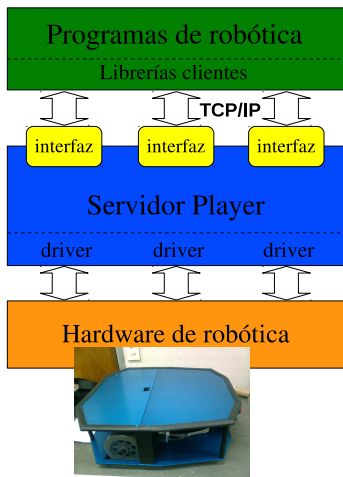 Programas de robótica
Librerías clientes
TCP/IP
interfaz interfaz interfaz
Servidor Player
driver driver driver
Hardware de robótica